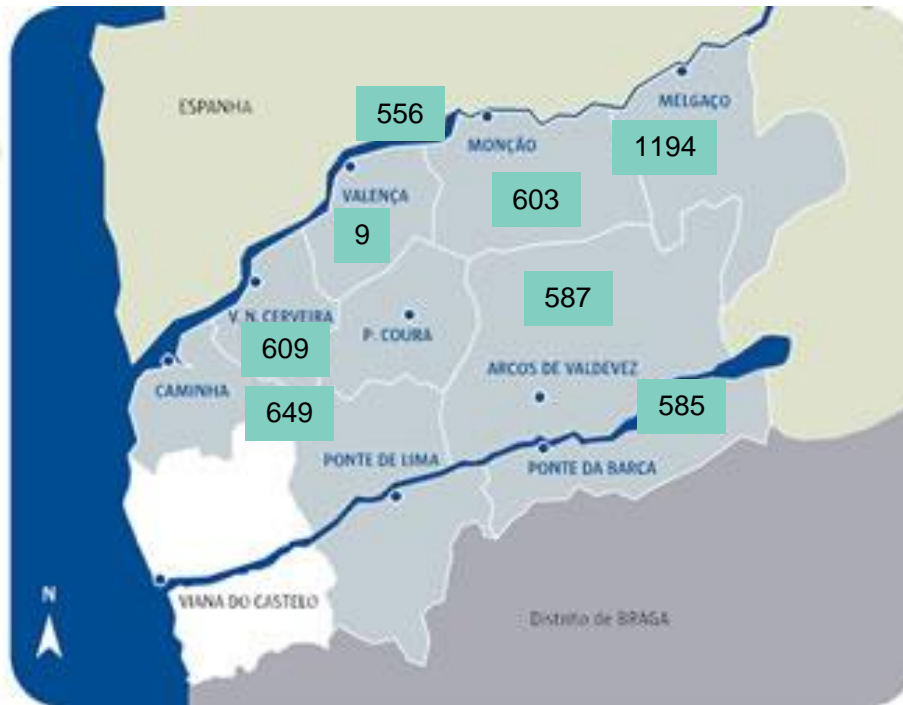 ESPANHA
MELGAÇO
556
MONÇÃO
1194
VALENÇA
603
9
587
V. N. CERVEIRA
P. COURA
609
ARCOS DE VALDEVEZ
CAMINHA
649
585
PONTE DE LIMA
PONTE DA BARCA
N
VIANA DO CASTELO
Distrito de BRAGA